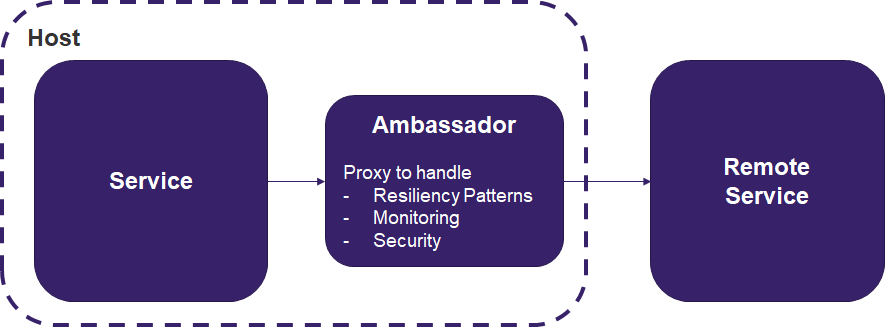 Host
Service
Ambassador
Proxy to handle
- Resiliency Patterns
- Monitoring
- Security
Remote
Service